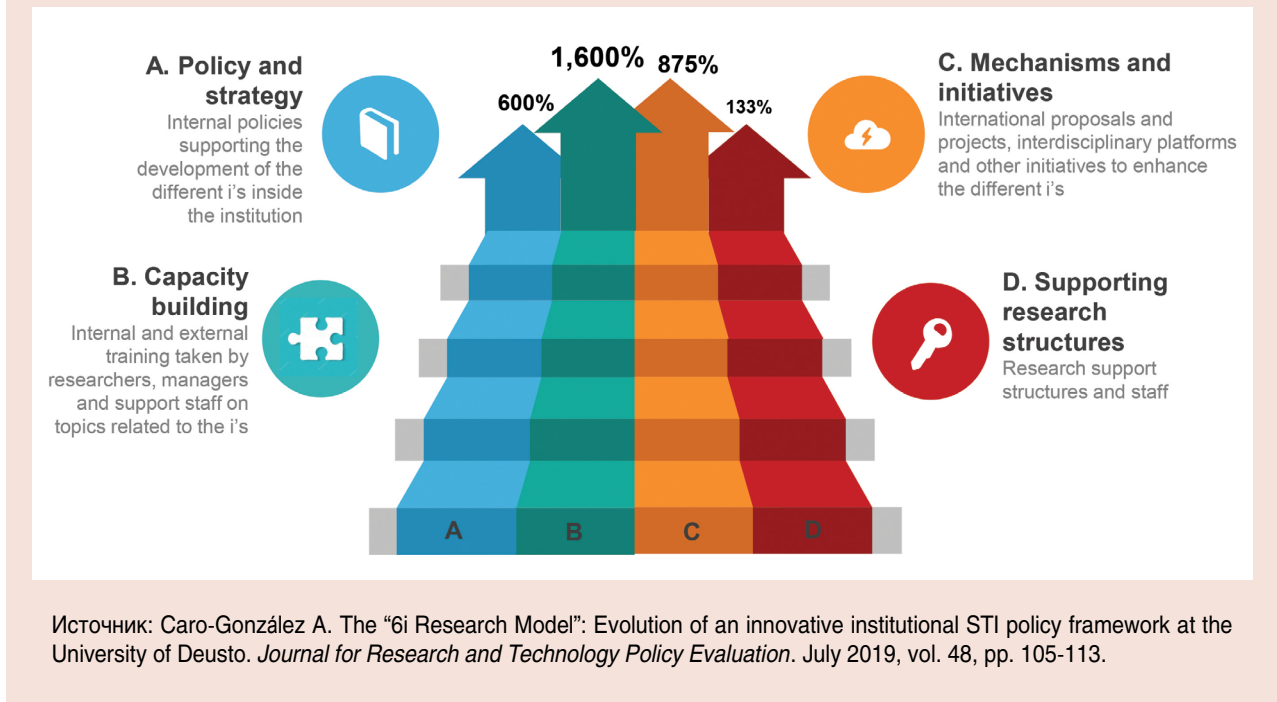 A. Policy and
strategy
Internal policies
supporting the
development of the
different i’s inside
the institution
B. Capacity
building
Internal and external
training taken by
researchers, managers
and support staff on
topics related to the i’s
600%
1,600%
875%
133%
A
B
C
D
C. Mechanisms and
initiatives
International proposals and
projects, interdisciplinary platforms
and other initiatives to enhance
the different i’s
D. Supporting
research
structures
Research support
structures and staff
Источник: Caro-González A. The “6i Research Model”: Evolution of an innovative institutional STI policy framework at the
University of Deusto. Journal for Research and Technology Policy Evaluation. July 2019, vol. 48, pp. 105-113.